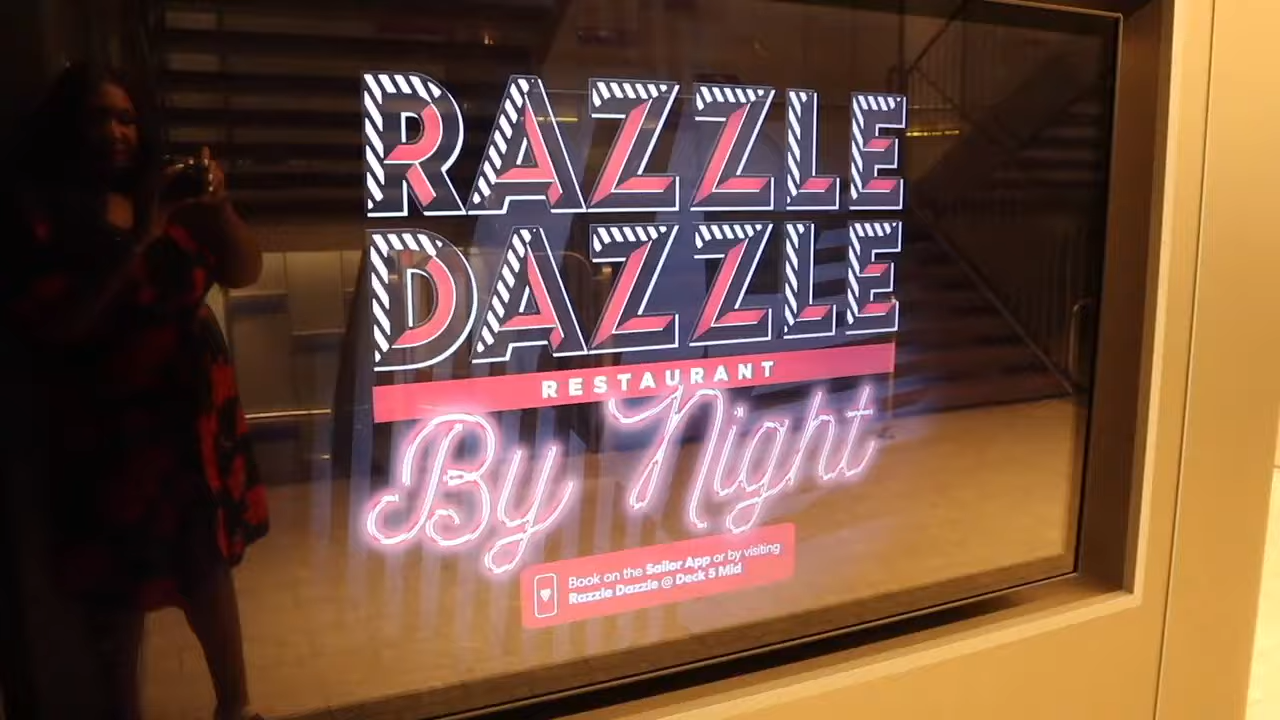 RAZZLE
DAZZLE
RESTAURANT
By Night
Book on the Sailor App or by visiting
Razzle Dazzle @ Deck 5 Mid